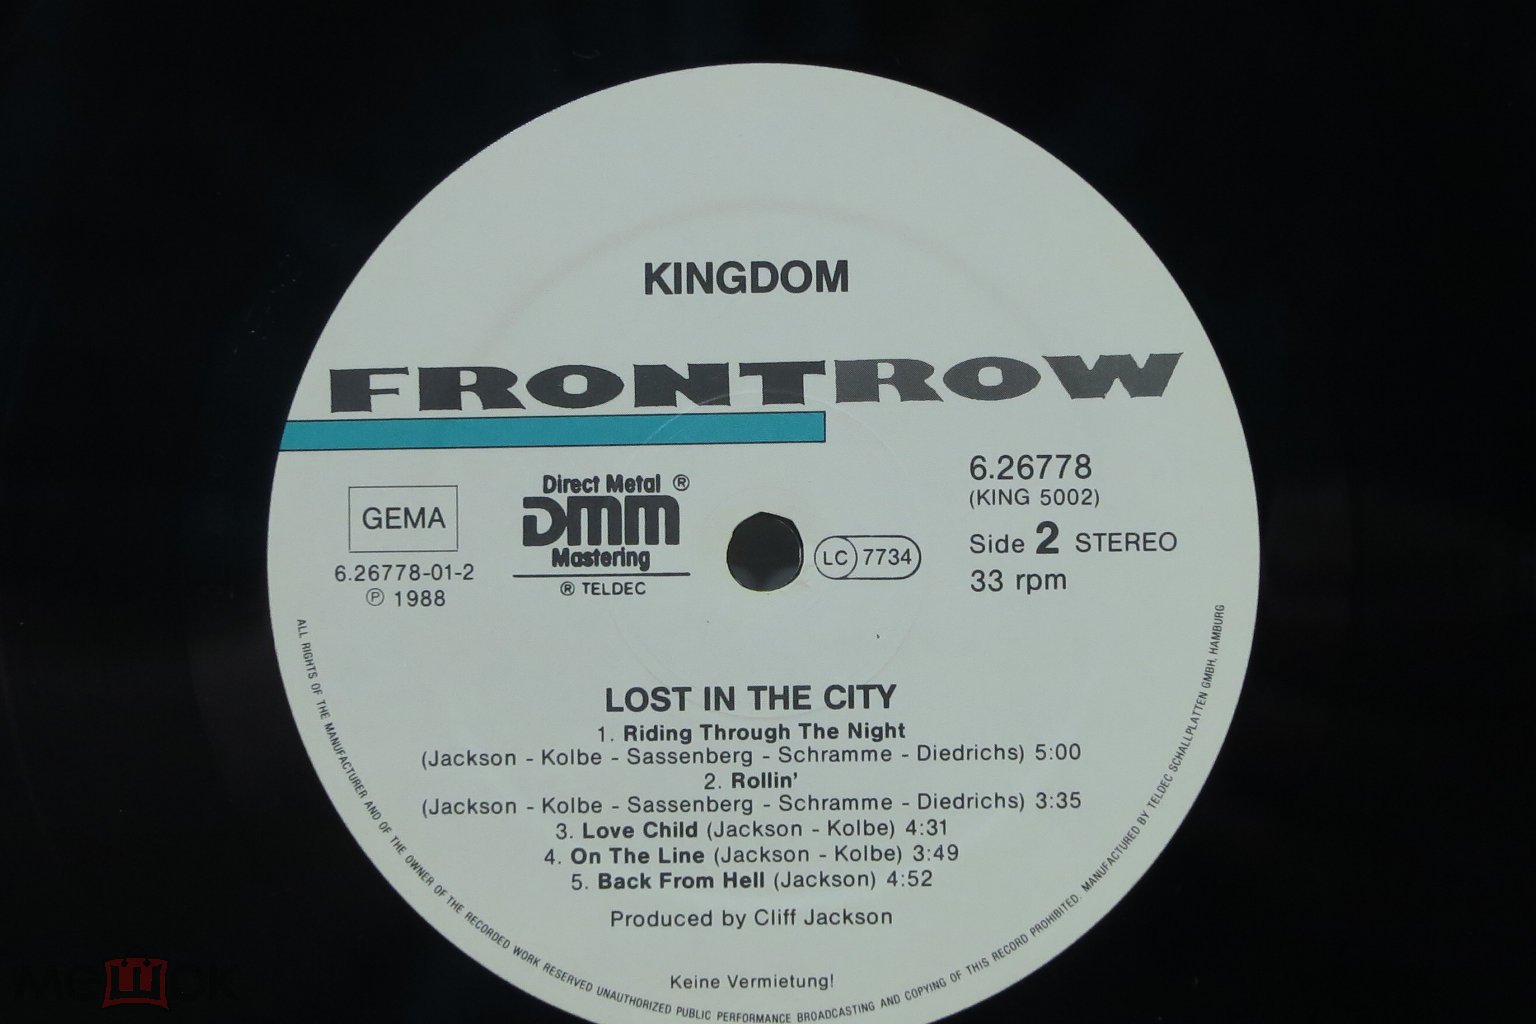 KINGDOM
FRONTROW
GEMA
6.26778-01-2
℗ 1988
Direct Metal ®
DMM
Mastering
® TELDEC
LC 7734
6.26778
(KING 5002)
Side 2 STEREO
33 rpm
LOST IN THE CITY
1. Riding Through The Night
(Jackson - Kolbe - Sassenberg - Schramme - Diedrichs) 5:00
2. Rollin'
(Jackson - Kolbe - Sassenberg - Schramme - Diedrichs) 3:35
3. Love Child (Jackson - Kolbe) 4:31
4. On The Line (Jackson - Kolbe) 3:49
5. Back From Hell (Jackson) 4:52
Produced by Cliff Jackson
Keine Vermietung!
ALL RIGHTS OF THE MANUFACTURER AND OF THE OWNER OF THE RECORDED WORK RESERVED UNAUTHORIZED PUBLIC PERFORMANCE BROADCASTING AND COPYING OF THIS RECORD PROHIBITED. MANUFACTURED BY TELDEC SCHALLPLATTEN GMBH, HAMBURG